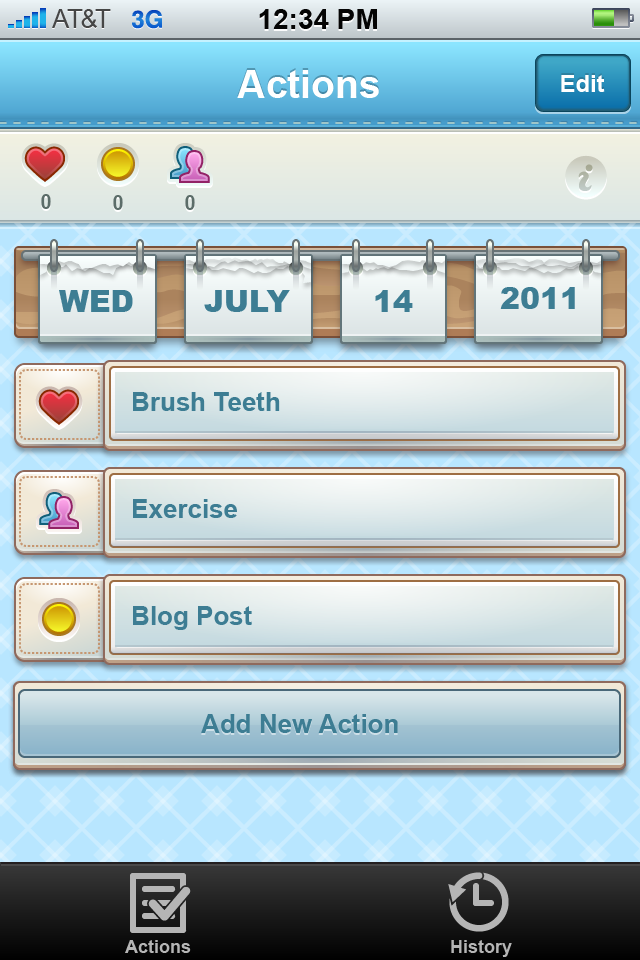 AT&T 3G 12:34 PM
Actions Edit
0 0 0 i
WED JULY 14 2011
Brush Teeth
Exercise
Blog Post
Add New Action
Actions History